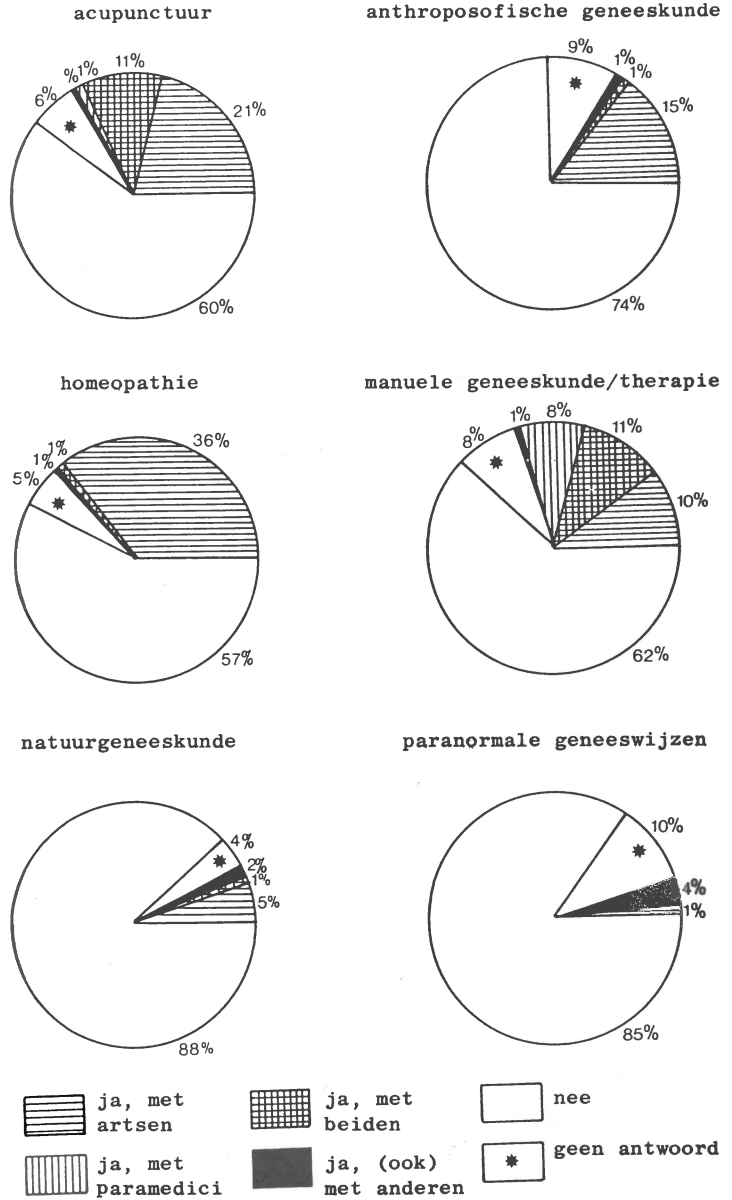 acupunctuur
6% % 1% 11% 21%
60%
anthroposofische geneeskunde
9% 1% 1% 15%
74%
homeopathie
5% 1% 1% 36%
57%
manuele geneeskunde/therapie
8% 1% 8% 11% 10%
62%
natuurgeneeskunde
4%
2%
1%
5%
88%
paranormale geneeswijzen
10%
4%
1%
85%
ja, met
artsen
ja, met
beiden
nee
ja, met
paramedici
ja, (ook)
met anderen
geen antwoord